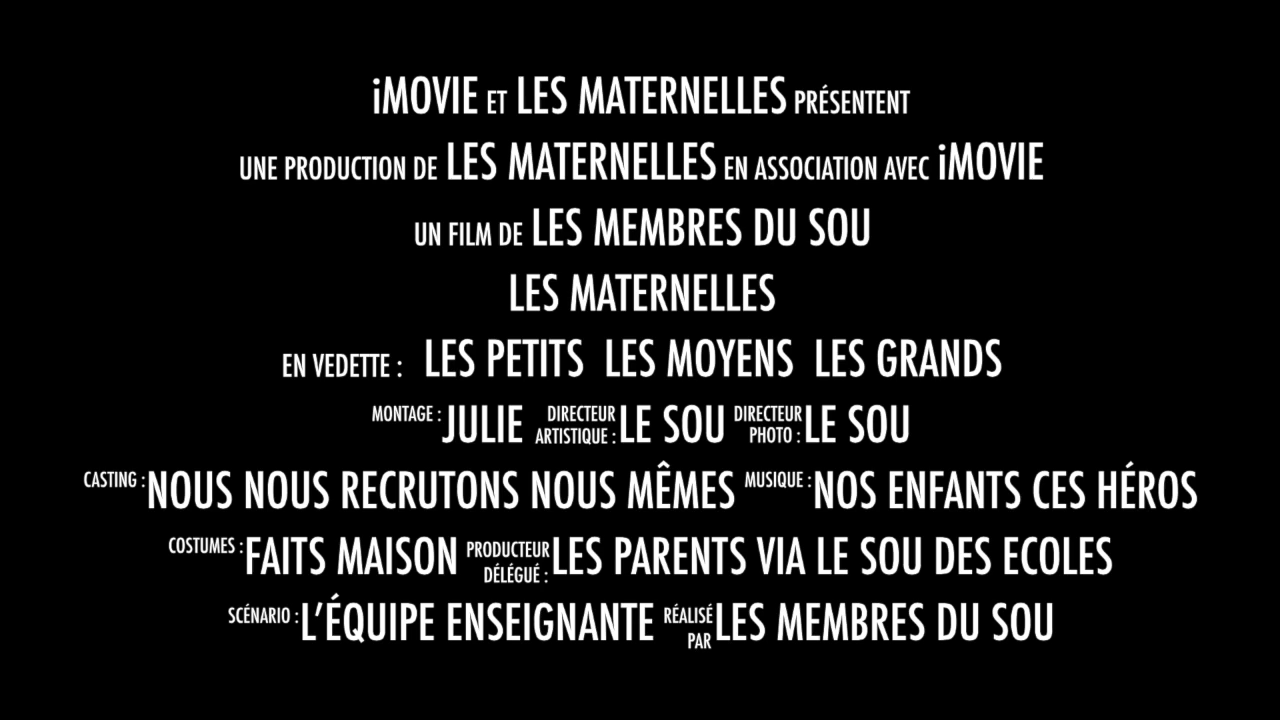 iMOVIE ET LES MATERNELLES PRÉSENTENT
UNE PRODUCTION DE LES MATERNELLES EN ASSOCIATION AVEC iMOVIE
UN FILM DE LES MEMBRES DU SOU
LES MATERNELLES
EN VEDETTE : LES PETITS LES MOYENS LES GRANDS
MONTAGE : JULIE DIRECTEUR ARTISTIQUE : LE SOU DIRECTEUR PHOTO : LE SOU
CASTING : NOUS NOUS RECRUTONS NOUS MÊMES MUSIQUE : NOS ENFANTS CES HÉROS
COSTUMES : FAITS MAISON PRODUCTEUR DÉLÉGUÉ : LES PARENTS VIA LE SOU DES ECOLES
SCÉNARIO : L'ÉQUIPE ENSEIGNANTE RÉALISÉ PAR LES MEMBRES DU SOU